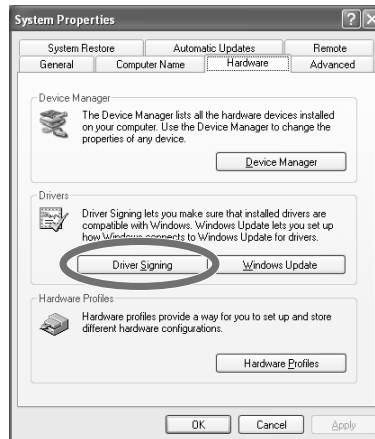 System Properties
System Restore Automatic Updates Remote
General Computer Name Hardware Advanced
Device Manager
The Device Manager lists all the hardware devices installed
on your computer. Use the Device Manager to change the
properties of any device.
Device Manager
Drivers
Driver Signing lets you make sure that installed drivers are
compatible with Windows. Windows Update lets you set up
how Windows connects to Windows Update for drivers.
Driver Signing Windows Update
Hardware Profiles
Hardware profiles provide a way for you to set up and store
different hardware configurations.
Hardware Profiles
OK Cancel Apply